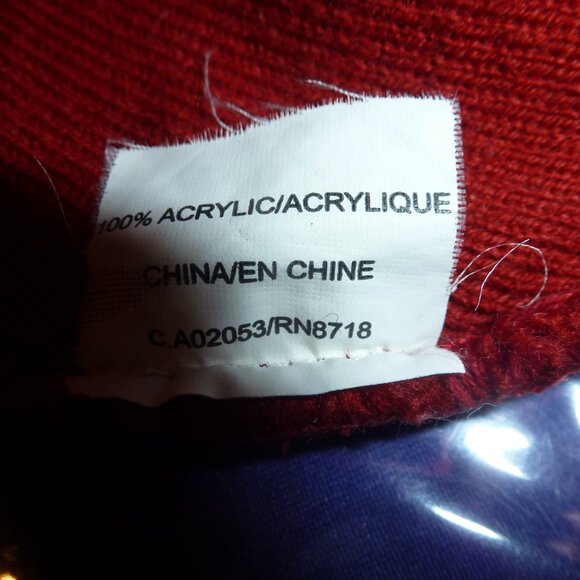 100% ACRYLIC/ACRYLIQUE
CHINA/EN CHINE
C.A02053/RN8718